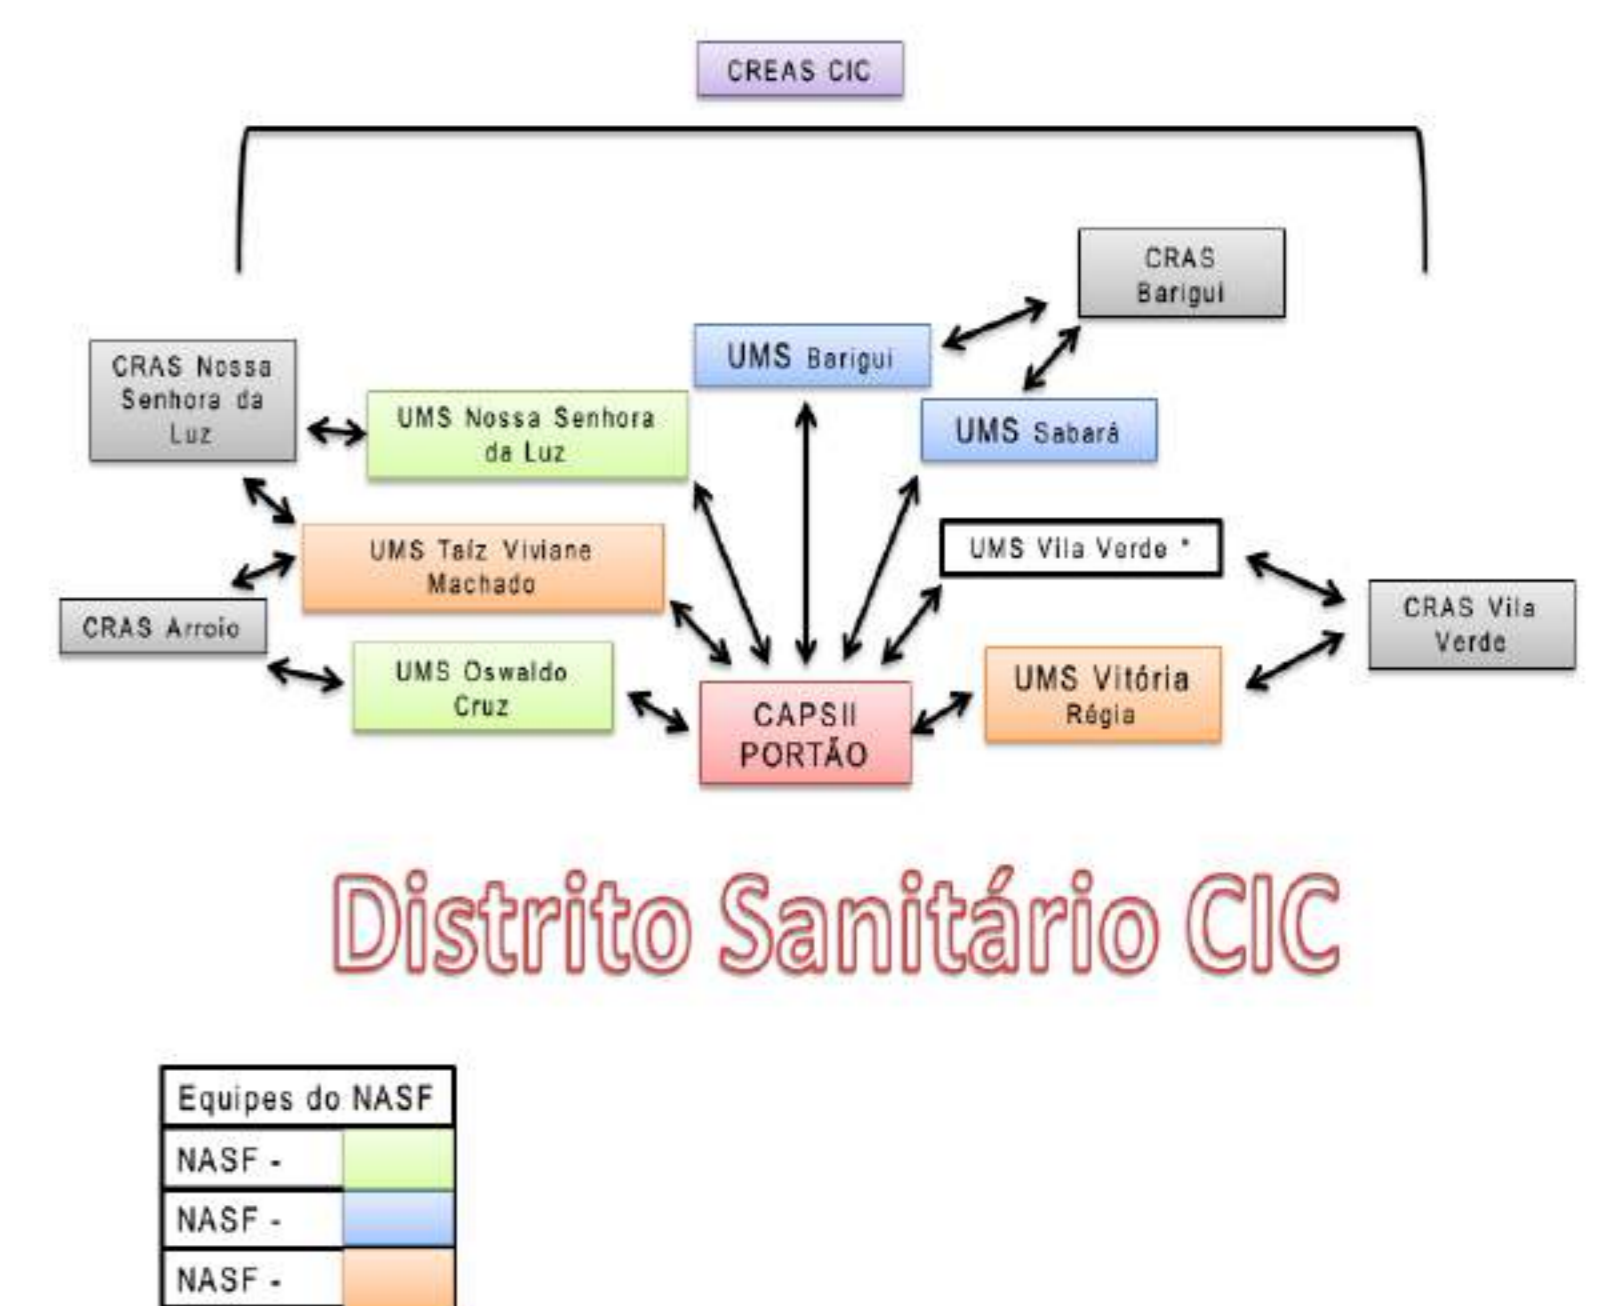 CREAS CIC
CRAS
Barigui
UMS Barigui
CRAS Nossa
Senhora da
Luz
UMS Nossa Senhora
da Luz
UMS Sabará
UMS Taíz Viviane
Machado
UMS Vila Verde *
CRAS Arroio
CRAS Vila
Verde
UMS Oswaldo
Cruz
UMS Vitória
Régia
CAPSII
PORTÃO
Distrito Sanitário CIC
Equipes do NASF
NASF -
NASF -
NASF -